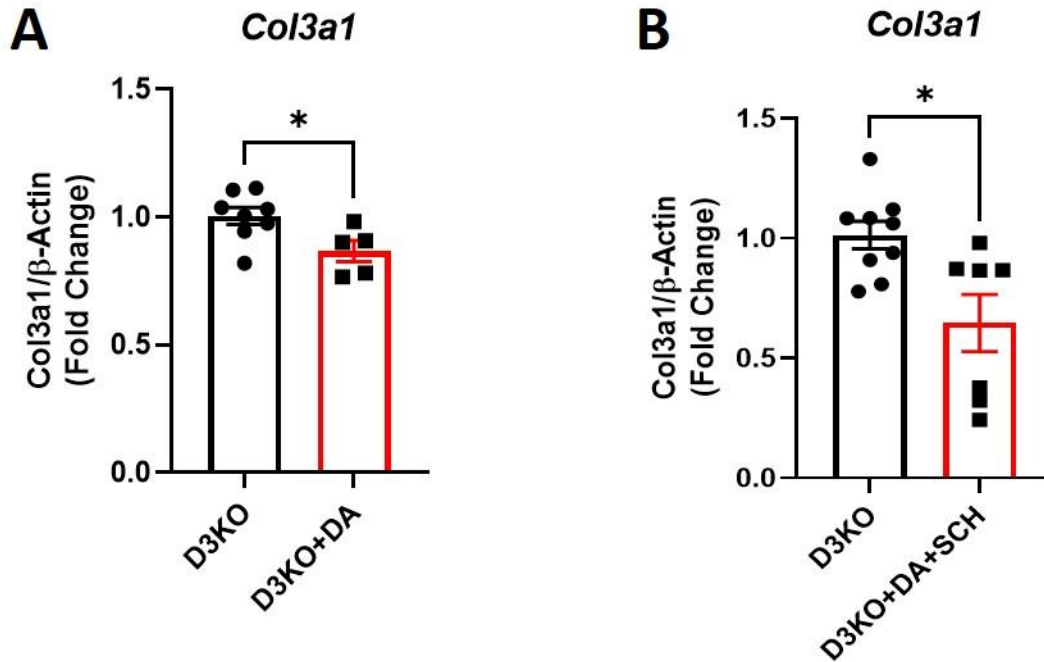 A
Col3a1
Col3a1/β-Actin
(Fold Change)
1.5
1.0
0.5
0.0
*
D3KO
D3KO+DA
B
Col3a1
Col3a1/β-Actin
(Fold Change)
1.5
1.0
0.5
0.0
*
D3KO
D3KO+DA+SCH